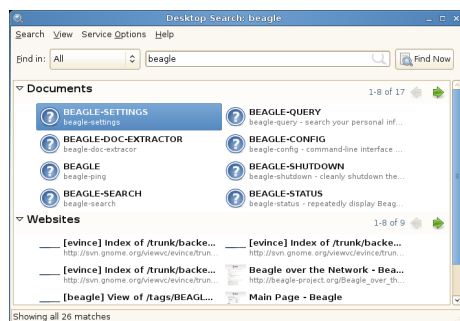 Desktop Search: beagle
Search View Service Options Help
Find in: All beagle Find Now
Documents 1-8 of 17
BEAGLE-SETTINGS
beagle-settings
BEAGLE-QUERY
beagle-query - search your personal inf...
BEAGLE-DOC-EXTRACTOR
beagle-doc-extracor
BEAGLE-CONFIG
beagle-config - command-line interface ...
BEAGLE
beagle-ping
BEAGLE-SHUTDOWN
beagle-shutdown - cleanly shutdown the...
BEAGLE-SEARCH
beagle-search
BEAGLE-STATUS
beagle-status - repeatedly display Beag...
Websites 1-8 of 9
[evince] Index of /trunk/backe...
http://svn.gnome.org/viewvc/evince/trun...
[evince] Index of /trunk/backe...
http://svn.gnome.org/viewvc/evince/trun...
[evince] Index of /trunk/backe...
http://svn.gnome.org/viewvc/evince/trun...
Beagle over the Network - Bea...
http://beagle-project.org/Beagle_over_th...
[beagle] View of /tags/BEAGL...
Main Page - Beagle
Showing all 26 matches